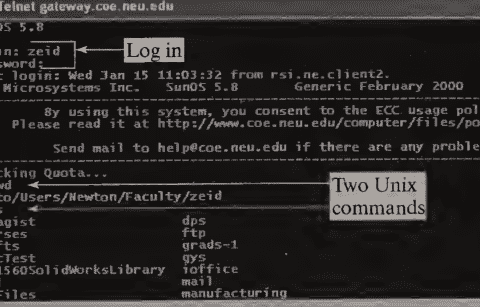 Telnet gateway.coe.neu.edu
OS 5.8
in: zeid
sword:
Log in
t login: Wed Jan 15 11:03:32 from rsi.ne.client2.
Microsystems Inc. SunOS 5.8 Generic February 2000
By using this system, you consent to the ECC usage pol
Please read it at http://www.coe.neu.edu/computer/files/po
Send mail to help@coe.neu.edu if there are any proble
cking Quota...
wd
Two Unix
commands
to/Users/Newton/Faculty/zeid
s
agist dps
rses ftp
fts grads-1
cTest gys
1560SolidWorksLibrary ioffice
mail
Files manufacturing